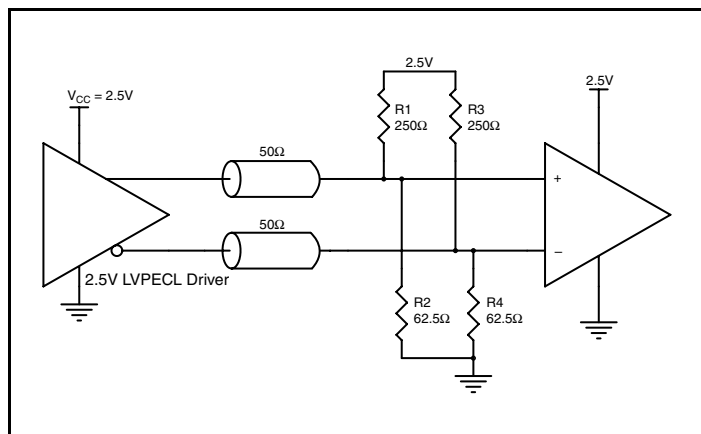 2.5V
V_CC = 2.5V
2.5V
R1
250Ω
R3
250Ω
50Ω
+
50Ω
–
2.5V LVPECL Driver
R2
62.5Ω
R4
62.5Ω